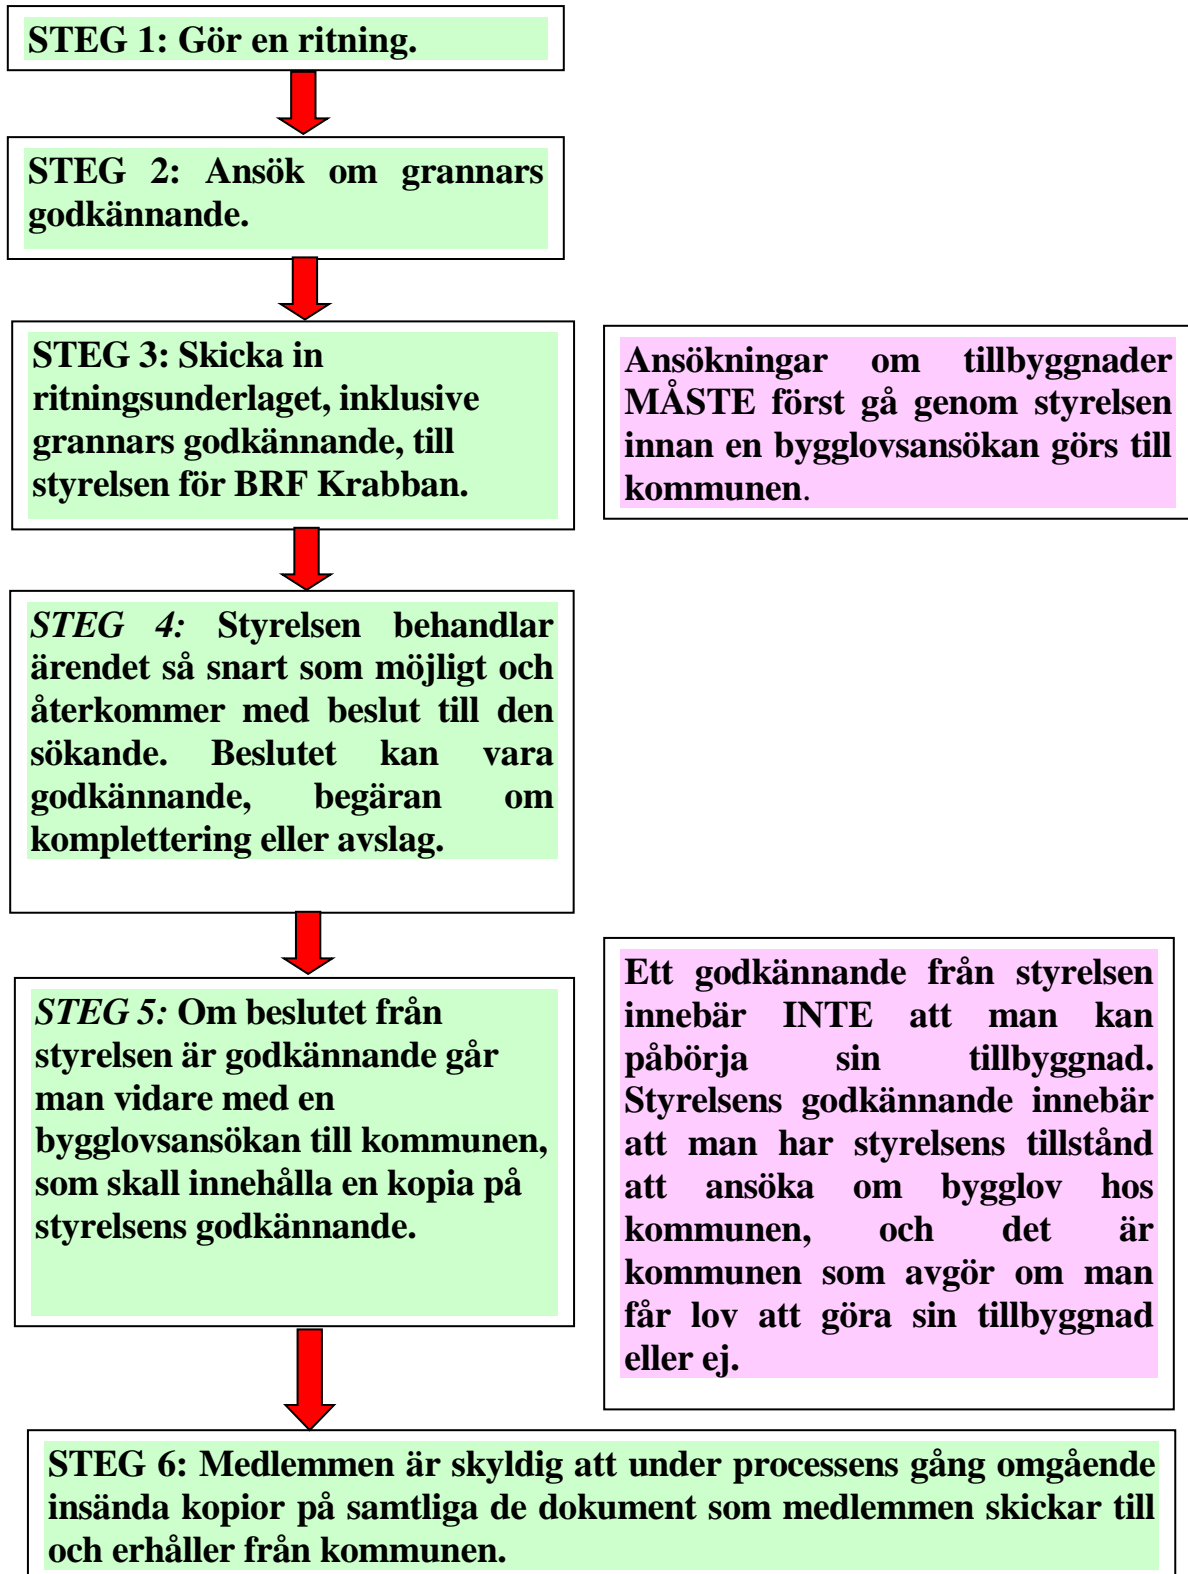 STEG 1: Gör en ritning.
STEG 2: Ansök om grannars
godkännande.
STEG 3: Skicka in
ritningsunderlaget, inklusive
grannars godkännande, till
styrelsen för BRF Krabban.
Ansökningar om tillbyggnader
MÅSTE först gå genom styrelsen
innan en bygglovsansökan görs till
kommunen.
STEG 4: Styrelsen behandlar
ärendet så snart som möjligt och
återkommer med beslut till den
sökande. Beslutet kan vara
godkännande, begäran om
komplettering eller avslag.
STEG 5: Om beslutet från
styrelsen är godkännande går
man vidare med en
bygglovsansökan till kommunen,
som skall innehålla en kopia på
styrelsens godkännande.
Ett godkännande från styrelsen
innebär INTE att man kan
påbörja sin tillbyggnad.
Styrelsens godkännande innebär
att man har styrelsens tillstånd
att ansöka om bygglov hos
kommunen, och det är
kommunen som avgör om man
får lov att göra sin tillbyggnad
eller ej.
STEG 6: Medlemmen är skyldig att under processens gång omgående
insända kopior på samtliga de dokument som medlemmen skickar till
och erhåller från kommunen.